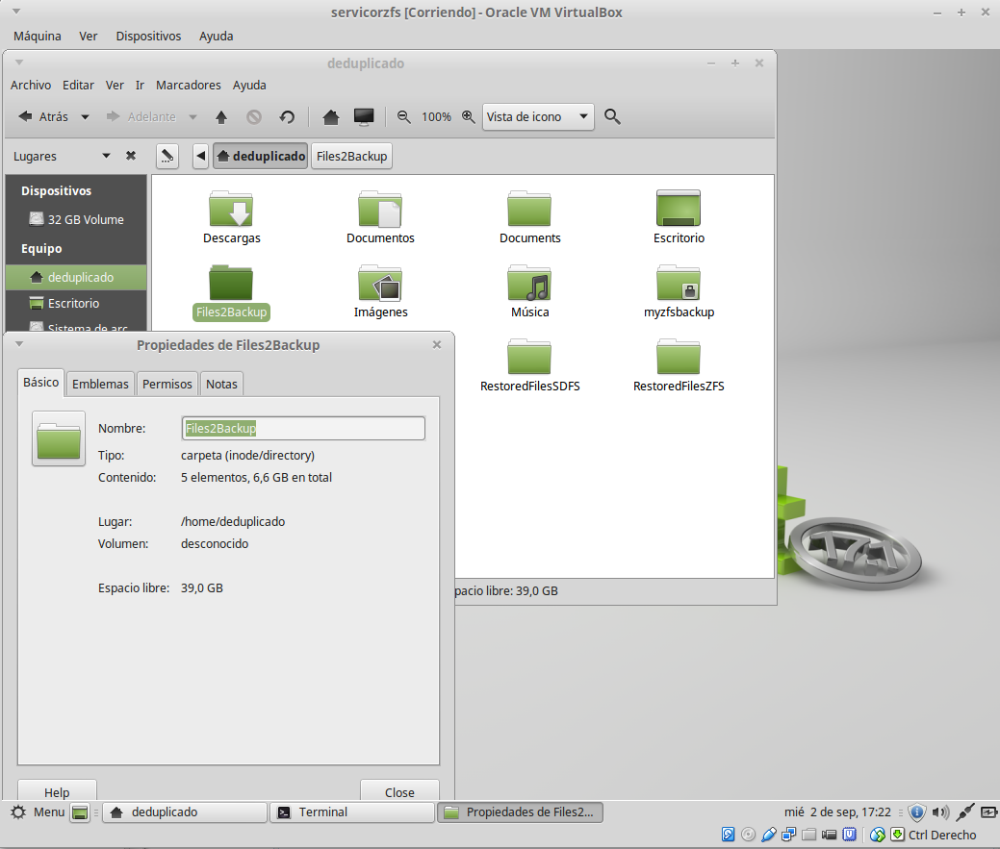 servicorzfs [Corriendo] - Oracle VM VirtualBox
Máquina Ver Dispositivos Ayuda
deduplicado
Archivo Editar Ver Ir Marcadores Ayuda
Atrás Adelante 100% Vista de icono
Lugares deduplicado Files2Backup
Dispositivos
32 GB Volume
Equipo
deduplicado
Escritorio
Sistema de arc
Descargas Documentos Documents Escritorio
Files2Backup Imágenes Música myzfsbackup
RestoredFilesSDFS RestoredFilesZFS
Propiedades de Files2Backup
Básico Emblemas Permisos Notas
Nombre: Files2Backup
Tipo: carpeta (inode/directory)
Contenido: 5 elementos, 6,6 GB en total
Lugar: /home/deduplicado
Volumen: desconocido
Espacio libre: 39,0 GB
pacio libre: 39,0 GB
17.1
Help Close
Menu deduplicado Terminal Propiedades de Files2... mié 2 de sep, 17:22
Ctrl Derecho